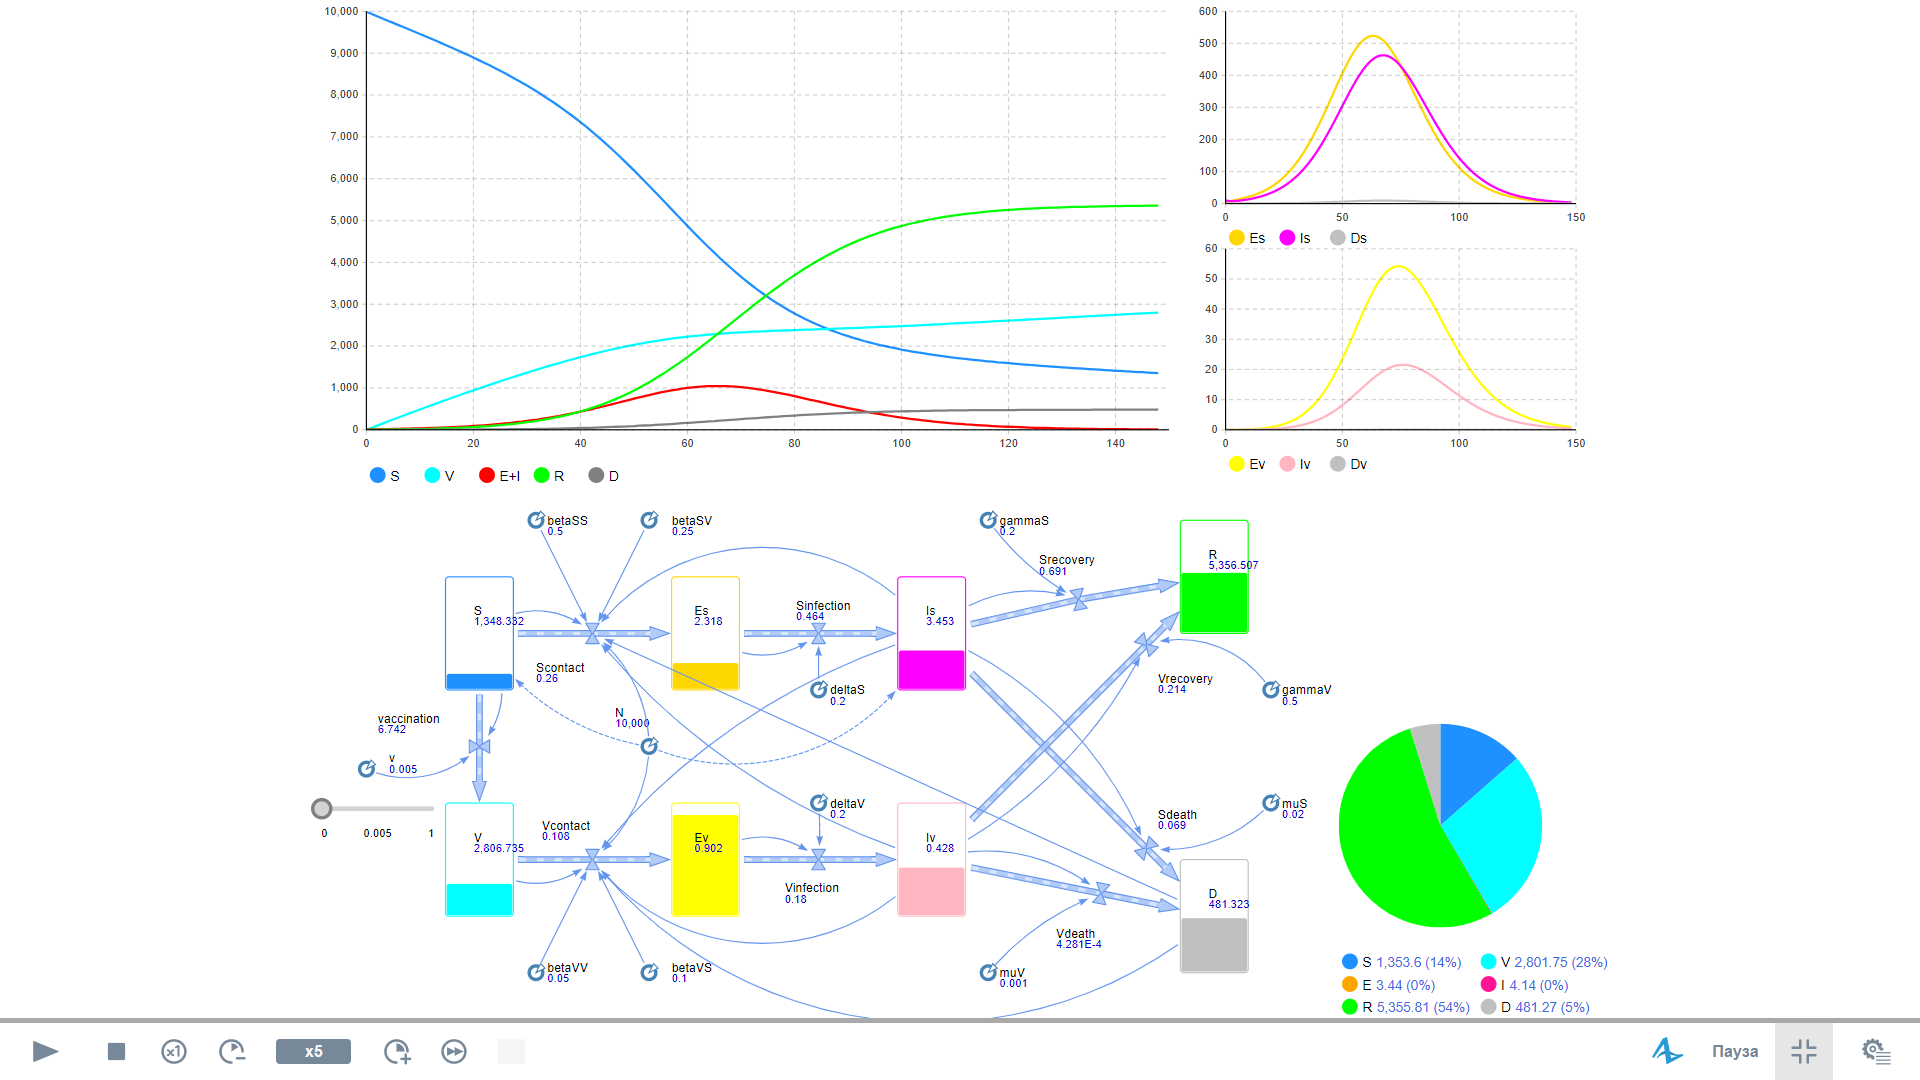 10,000
9,000
8,000
7,000
6,000
5,000
4,000
3,000
2,000
1,000
0
0 20 40 60 80 100 120 140
S V E+I R D
600
500
400
300
200
100
0
0 50 100 150
Es Is Ds
60
50
40
30
20
10
0
0 50 100 150
Ev Iv Dv
betaSS
0.5
betaSV
0.25
gammaS
0.2
Srecovery
0.691
R
5,356.507
S
1,348.332
Es
2.318
Sinfection
0.464
Is
3.453
Scontact
0.26
deltaS
0.2
Vrecovery
0.214
gammaV
0.5
N
10,000
vaccination
6.742
v
0.005
0 0.005 1
V
2,806.735
Vcontact
0.108
Ev
0.902
deltaV
0.2
Iv
0.428
Sdeath
0.069
muS
0.02
Vinfection
0.18
D
481.323
Vdeath
4.281E-4
betaVV
0.05
betaVS
0.1
muV
0.001
S 1,353.6 (14%) V 2,801.75 (28%)
E 3.44 (0%) I 4.14 (0%)
R 5,355.81 (54%) D 481.27 (5%)
x1 x5 Пауза